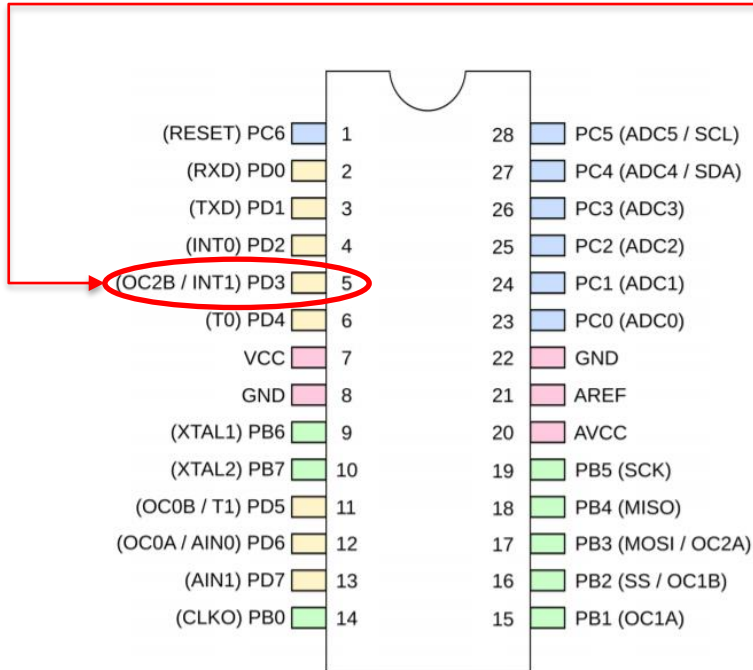 (RESET) PC6 1 28 PC5 (ADC5 / SCL)
(RXD) PD0 2 27 PC4 (ADC4 / SDA)
(TXD) PD1 3 26 PC3 (ADC3)
(INT0) PD2 4 25 PC2 (ADC2)
(OC2B / INT1) PD3 5 24 PC1 (ADC1)
(T0) PD4 6 23 PC0 (ADC0)
VCC 7 22 GND
GND 8 21 AREF
(XTAL1) PB6 9 20 AVCC
(XTAL2) PB7 10 19 PB5 (SCK)
(OC0B / T1) PD5 11 18 PB4 (MISO)
(OC0A / AIN0) PD6 12 17 PB3 (MOSI / OC2A)
(AIN1) PD7 13 16 PB2 (SS / OC1B)
(CLKO) PB0 14 15 PB1 (OC1A)